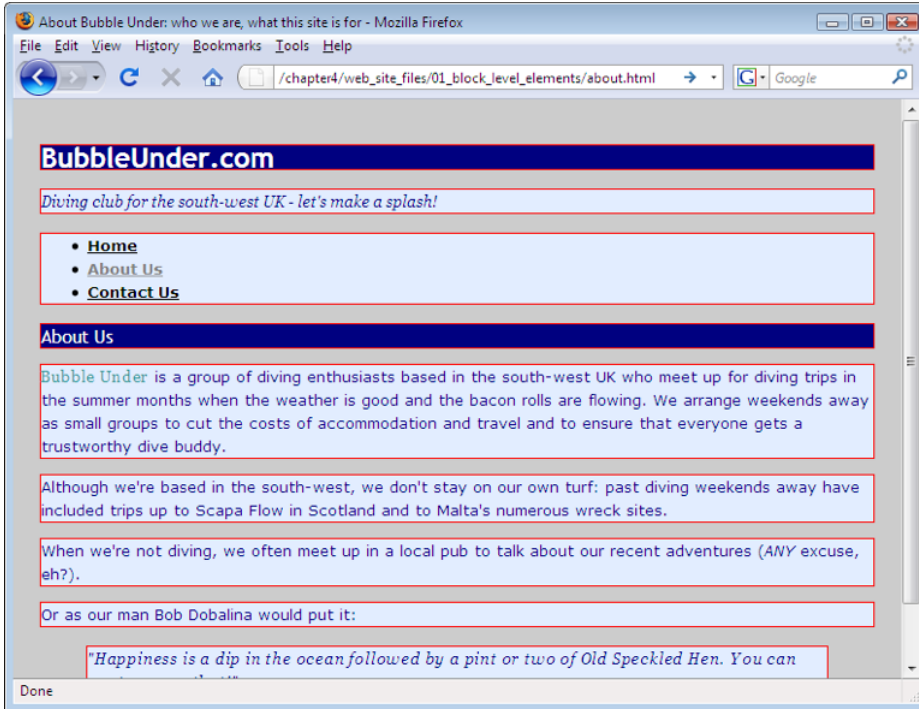 About Bubble Under: who we are, what this site is for - Mozilla Firefox
File Edit View History Bookmarks Tools Help
/chapter4/web_site_files/01_block_level_elements/about.html
G
Google
BubbleUnder.com
Diving club for the south-west UK - let's make a splash!
• Home
• About Us
• Contact Us
About Us
Bubble Under is a group of diving enthusiasts based in the south-west UK who meet up for diving trips in
the summer months when the weather is good and the bacon rolls are flowing. We arrange weekends away
as small groups to cut the costs of accommodation and travel and to ensure that everyone gets a
trustworthy dive buddy.
Although we're based in the south-west, we don't stay on our own turf: past diving weekends away have
included trips up to Scapa Flow in Scotland and to Malta's numerous wreck sites.
When we're not diving, we often meet up in a local pub to talk about our recent adventures (ANY excuse,
eh?).
Or as our man Bob Dobalina would put it:
"Happiness is a dip in the ocean followed by a pint or two of Old Speckled Hen. You can
Done